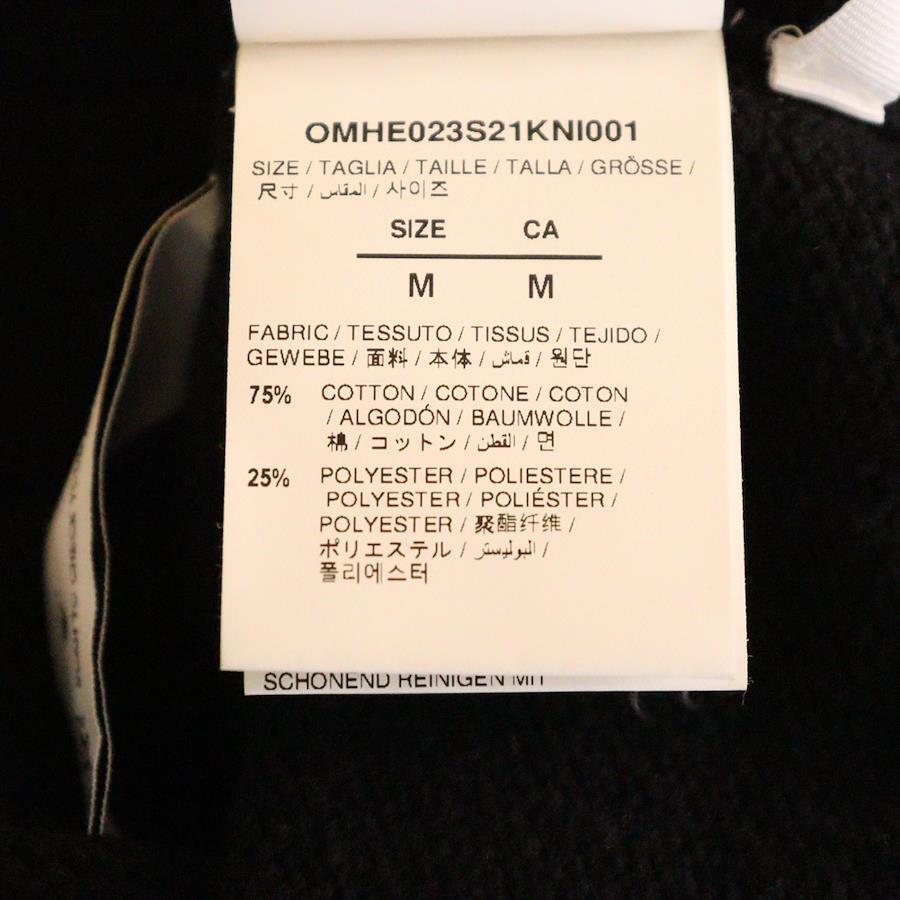 OMHE023S21KNI001
SIZE / TAGLIA / TAILLE / TALLA / GRÖSSE /
尺寸 / المقاس / 사이즈
SIZE CA
M M
FABRIC / TESSUTO / TISSUS / TEJIDO /
GEWEBE / 面料 / 本体 / قماش / 원단
75% COTTON / COTONE / COTON
/ ALGODÓN / BAUMWOLLE /
棉 / コットン / القطن / 면
25% POLYESTER / POLIESTERE /
POLYESTER / POLIÉSTER /
POLYESTER / 聚酯纤维 /
ポリエステル / البوليستر /
폴리에스터
SCHONEND REINIGEN MIT